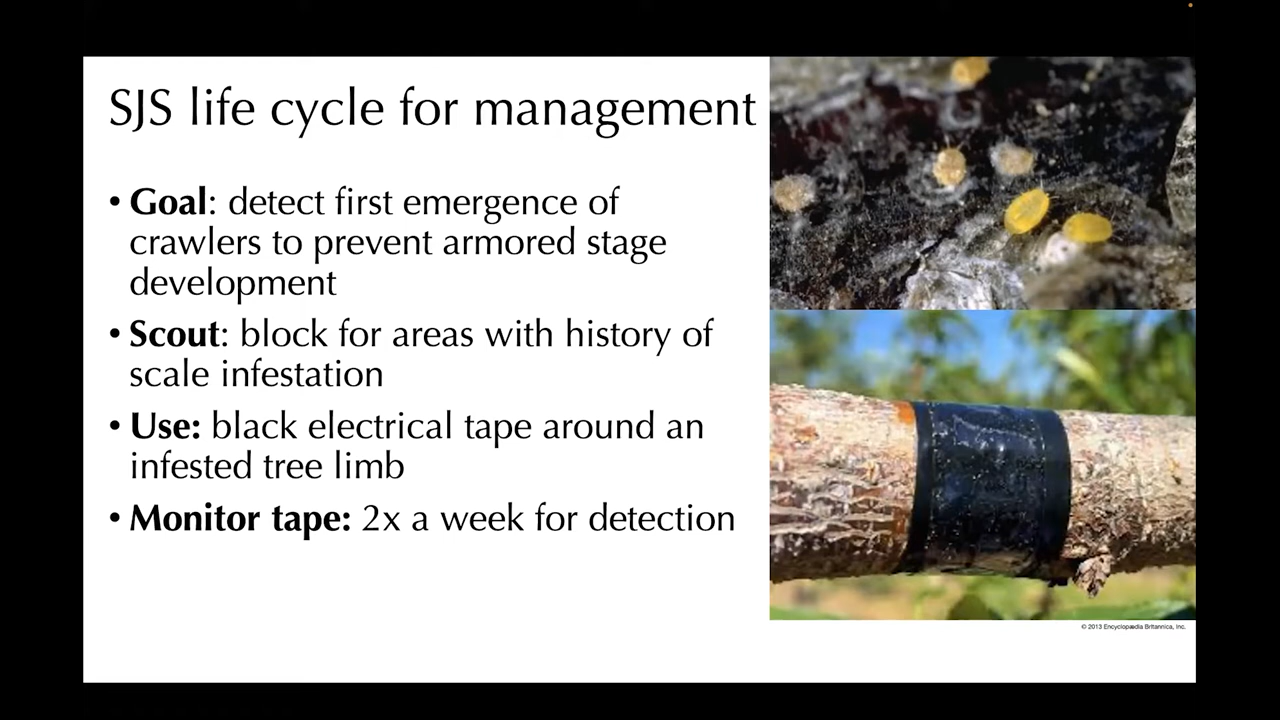 SJS life cycle for management
• Goal: detect first emergence of
crawlers to prevent armored stage
development
• Scout: block for areas with history of
scale infestation
• Use: black electrical tape around an
infested tree limb
• Monitor tape: 2x a week for detection
© 2013 Encyclopædia Britannica, Inc.